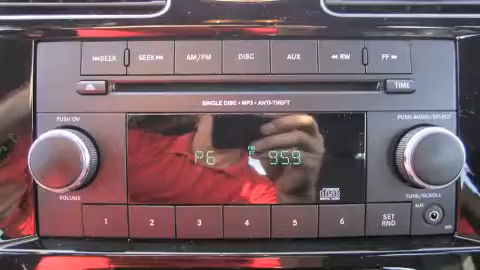 ⏮SEEK SEEK⏭ AM/FM DISC AUX ◀◀ RW FF ▶▶
TIME
SINGLE DISC • MP3 • ANTI-THEFT
PUSH ON PUSH AUDIO/SELECT
P6 FM 95.9
VOLUME TUNE/SCROLL
1 2 3 4 5 6 SET RND AUX